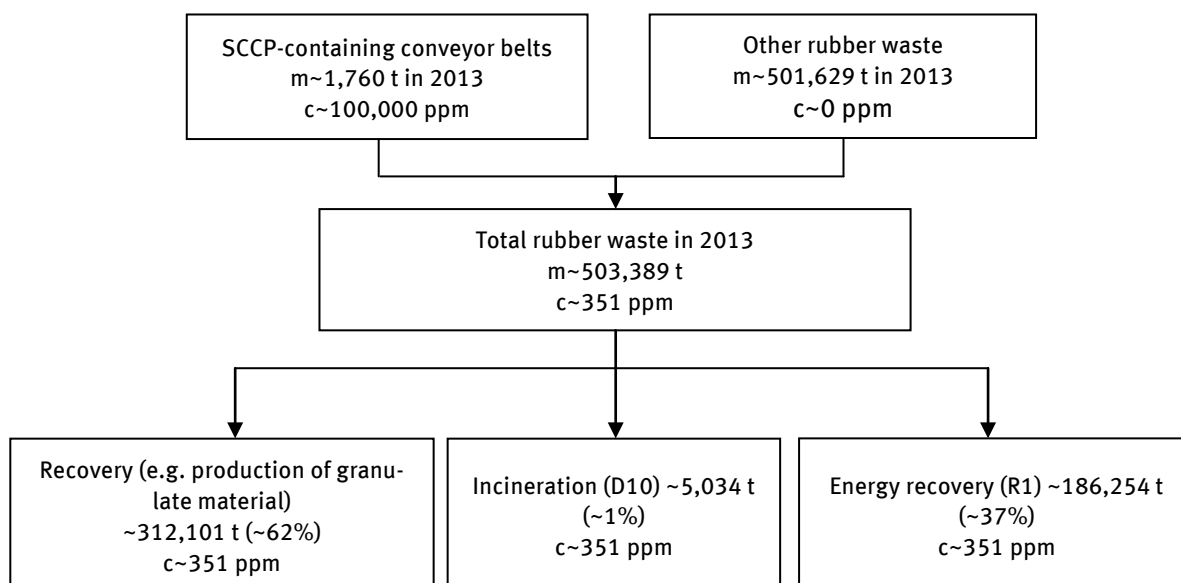 SCCP-containing conveyor belts
m~1,760 t in 2013
c~100,000 ppm
Other rubber waste
m~501,629 t in 2013
c~0 ppm
Total rubber waste in 2013
m~503,389 t
c~351 ppm
Recovery (e.g. production of granu-
late material)
~312,101 t (~62%)
c~351 ppm
Incineration (D10) ~5,034 t
(~1%)
c~351 ppm
Energy recovery (R1) ~186,254 t
(~37%)
c~351 ppm